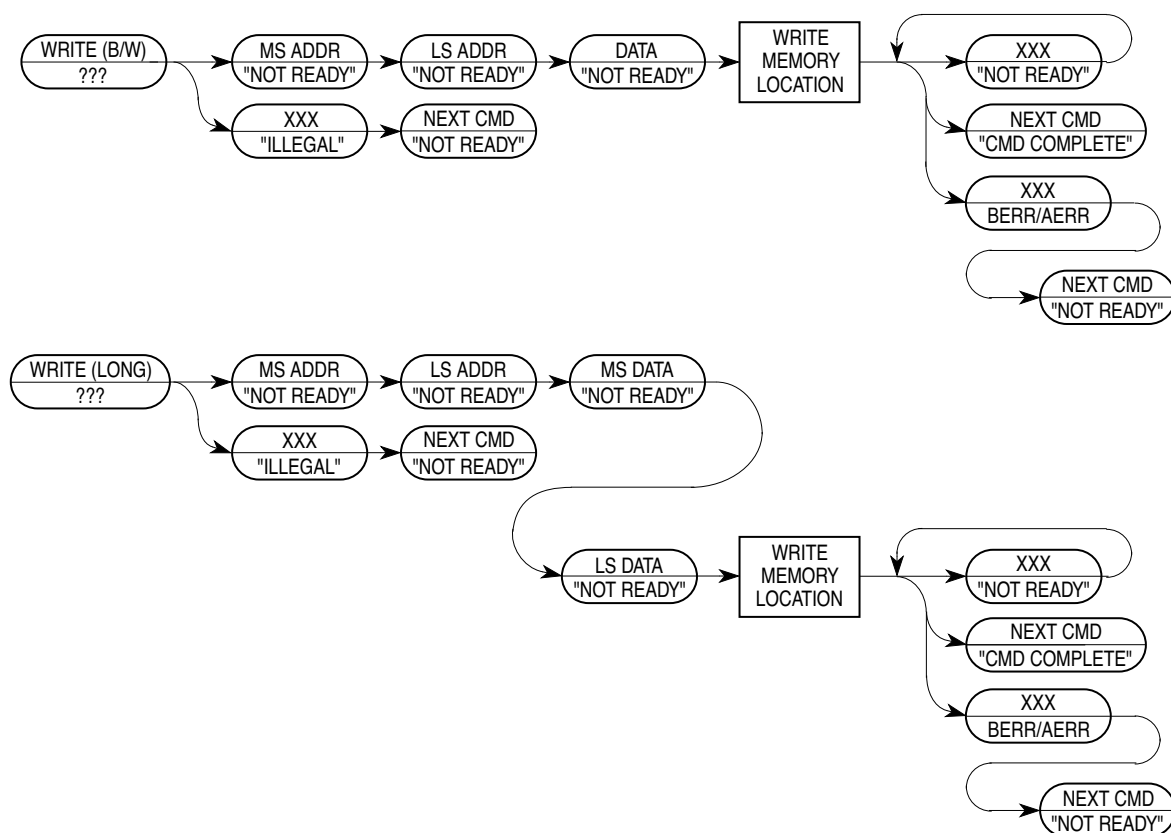 WRITE (B/W)
???
MS ADDR
"NOT READY"
LS ADDR
"NOT READY"
DATA
"NOT READY"
WRITE
MEMORY
LOCATION
XXX
"NOT READY"
XXX
"ILLEGAL"
NEXT CMD
"NOT READY"
NEXT CMD
"CMD COMPLETE"
XXX
BERR/AERR
NEXT CMD
"NOT READY"
WRITE (LONG)
???
MS ADDR
"NOT READY"
LS ADDR
"NOT READY"
MS DATA
"NOT READY"
XXX
"ILLEGAL"
NEXT CMD
"NOT READY"
LS DATA
"NOT READY"
WRITE
MEMORY
LOCATION
XXX
"NOT READY"
NEXT CMD
"CMD COMPLETE"
XXX
BERR/AERR
NEXT CMD
"NOT READY"